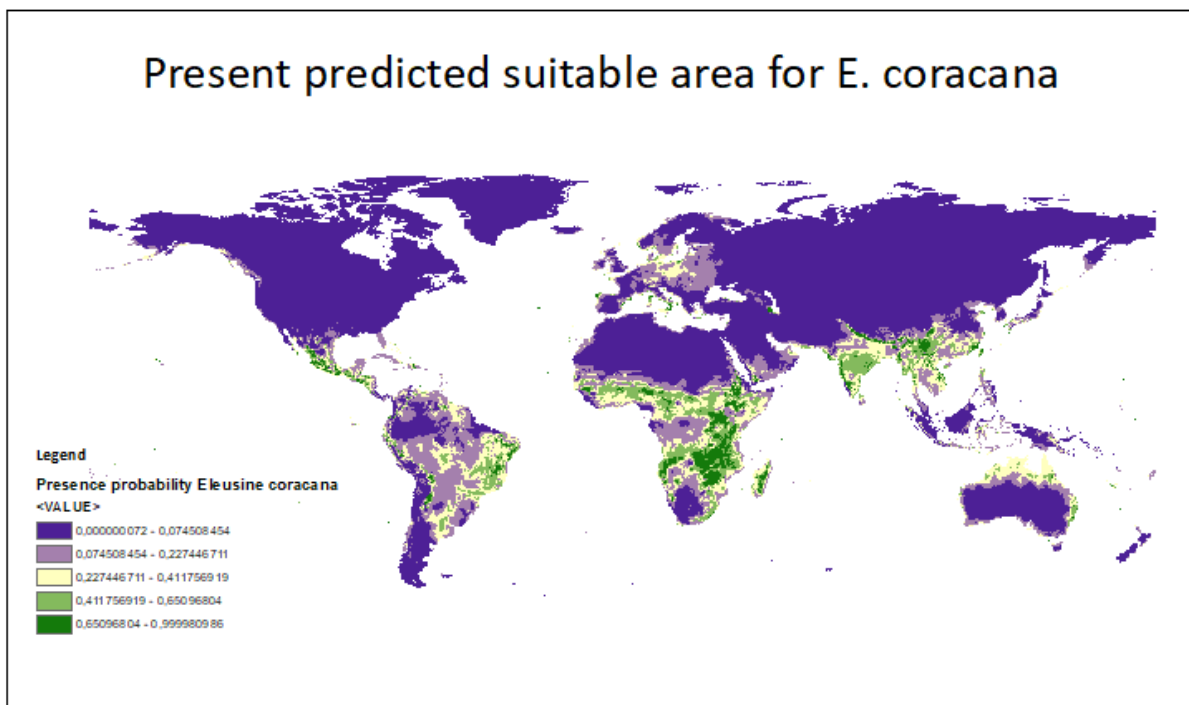 Present predicted suitable area for E. coracana
Legend
Presence probability Eleusine coracana
<VALUE>
0,000000072 - 0,074508454
0,074508454 - 0,227446711
0,227446711 - 0,411756919
0,411756919 - 0,65096804
0,65096804 - 0,999980986